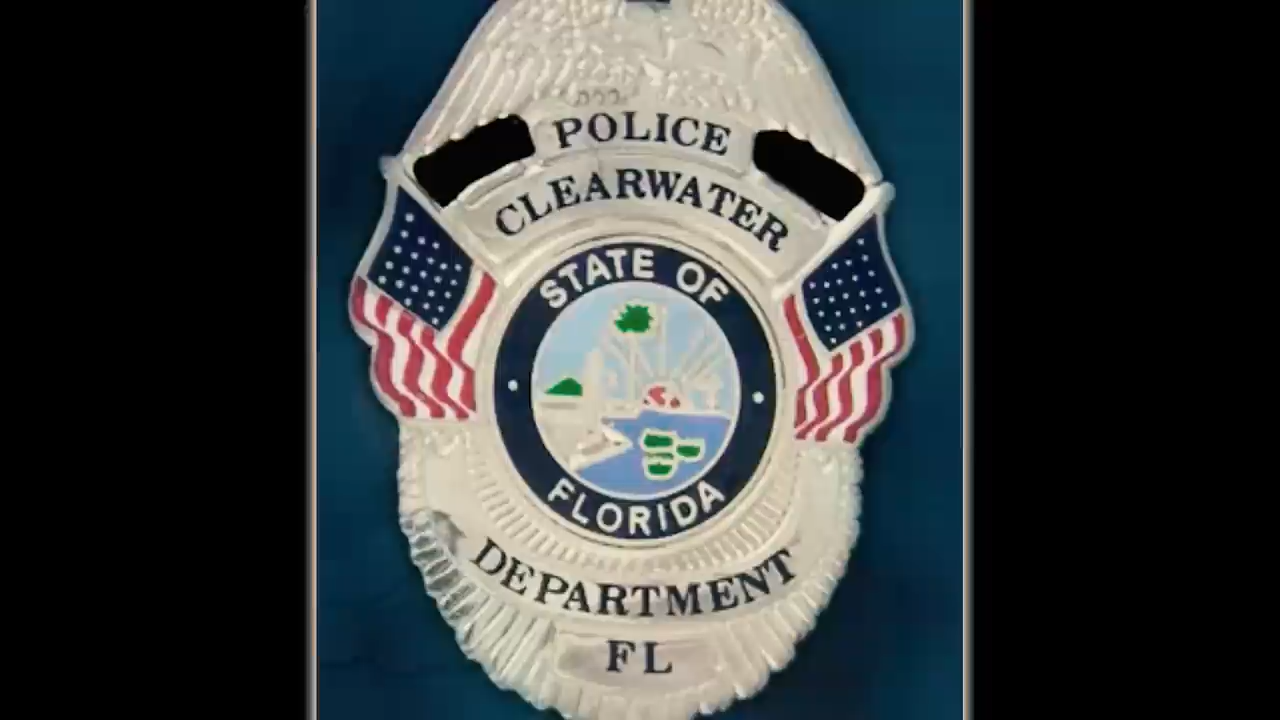 POLICE
CLEARWATER
STATE OF
FLORIDA
DEPARTMENT
FL